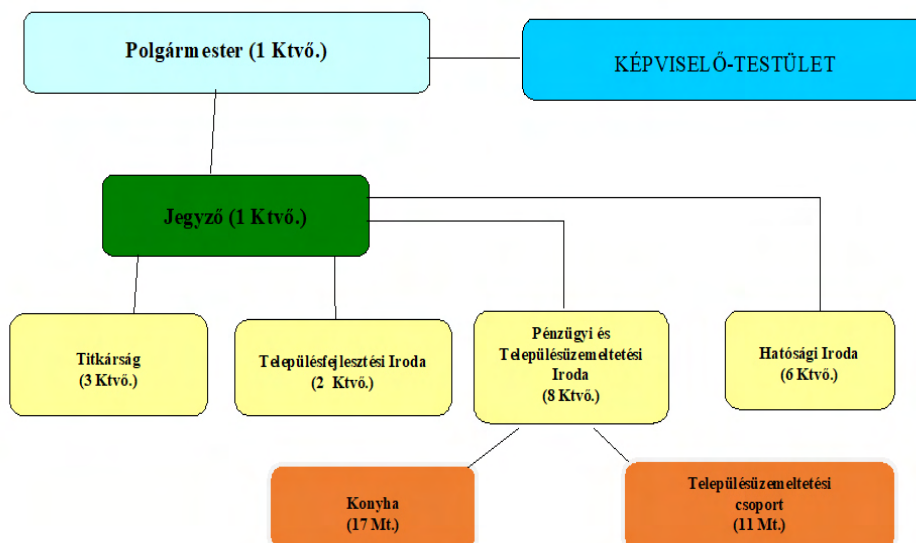 Polgármester (1 Ktvő.)
KÉPVISELŐ-TESTÜLET
Jegyző (1 Ktvő.)
Titkárság
(3 Ktvő.)
Településfejlesztési Iroda
(2 Ktvő.)
Pénzügyi és
Településüzemeltetési
Iroda
(8 Ktvő.)
Hatósági Iroda
(6 Ktvő.)
Konyha
(17 Mt.)
Településüzemeltetési
csoport
(11 Mt.)